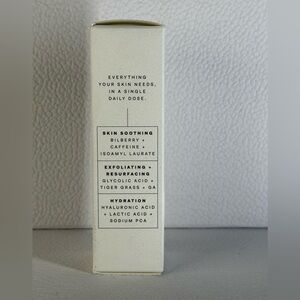 EVERYTHING
YOUR SKIN NEEDS,
IN A SINGLE
DAILY DOSE.
SKIN SOOTHING
BILBERRY +
CAFFEINE +
ISOAMYL LAURATE
EXFOLIATING +
RESURFACING
GLYCOLIC ACID +
TIGER GRASS + GA
HYDRATION
HYALURONIC ACID
+ LACTIC ACID +
SODIUM PCA